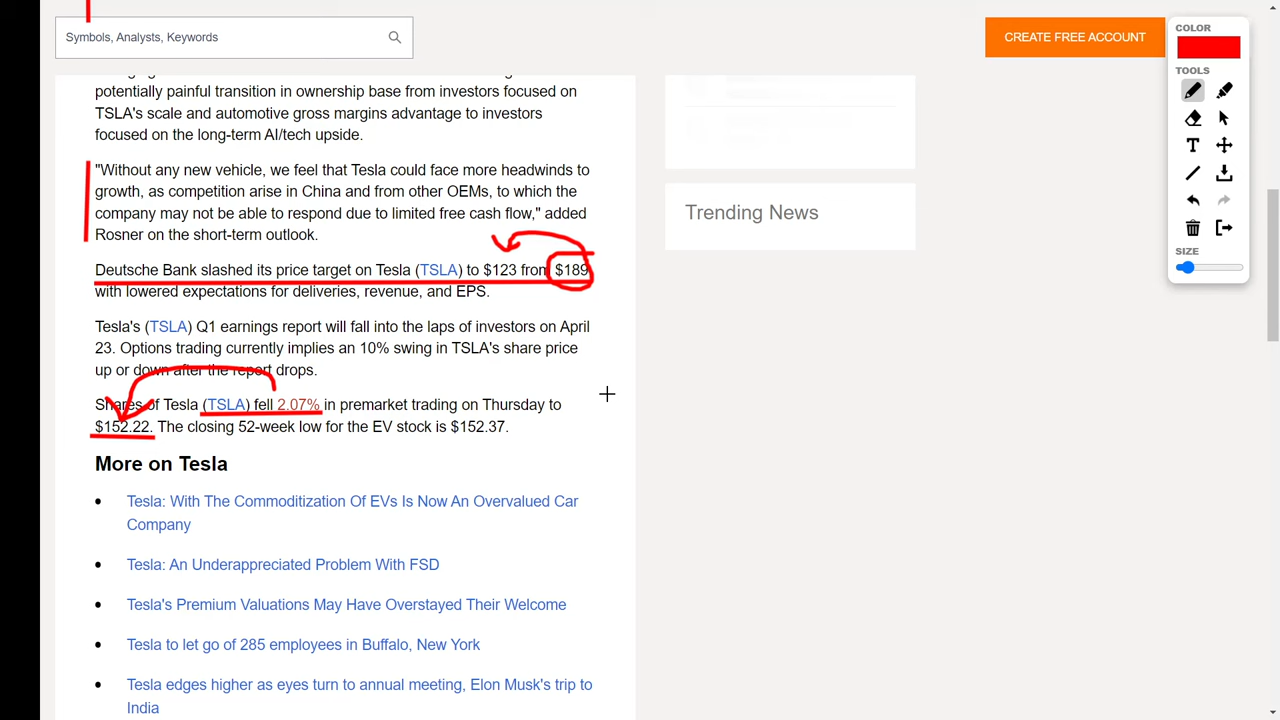 Symbols, Analysts, Keywords
CREATE FREE ACCOUNT
COLOR
TOOLS
T
SIZE
potentially painful transition in ownership base from investors focused on
TSLA's scale and automotive gross margins advantage to investors
focused on the long-term AI/tech upside.
"Without any new vehicle, we feel that Tesla could face more headwinds to
growth, as competition arise in China and from other OEMs, to which the
company may not be able to respond due to limited free cash flow," added
Rosner on the short-term outlook.
Deutsche Bank slashed its price target on Tesla (TSLA) to $123 from $189
with lowered expectations for deliveries, revenue, and EPS.
Tesla's (TSLA) Q1 earnings report will fall into the laps of investors on April
23. Options trading currently implies an 10% swing in TSLA's share price
up or down after the report drops.
Shares of Tesla (TSLA) fell 2.07% in premarket trading on Thursday to
$152.22. The closing 52-week low for the EV stock is $152.37.
More on Tesla
Tesla: With The Commoditization Of EVs Is Now An Overvalued Car
Company
Tesla: An Underappreciated Problem With FSD
Tesla's Premium Valuations May Have Overstayed Their Welcome
Tesla to let go of 285 employees in Buffalo, New York
Tesla edges higher as eyes turn to annual meeting, Elon Musk's trip to
India
Trending News